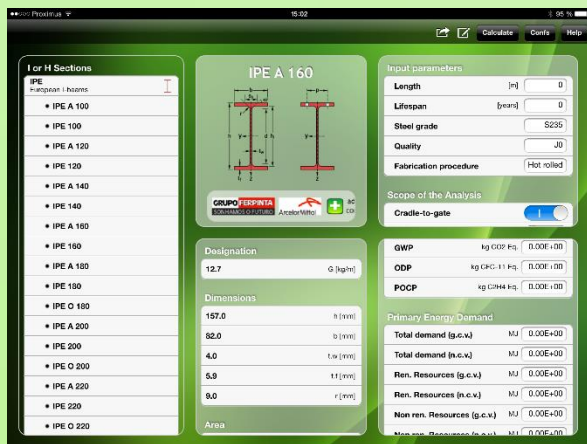 Proximus
15:02
95 %
Calculate
Confs
Help
I or H Sections
IPE
European I-beams
• IPE A 100
• IPE 100
• IPE A 120
• IPE 120
• IPE A 140
• IPE 140
• IPE A 160
• IPE 160
• IPE A 180
• IPE 180
• IPE O 180
• IPE A 200
• IPE 200
• IPE O 200
• IPE A 220
• IPE 220
• IPE O 220
IPE A 160
GRUPO FERPINTA
SONHAMOS O FUTURO
ArcelorMittal
Designation
12.7 G [kg/m]
Dimensions
157.0 h [mm]
82.0 b [mm]
4.0 t.w [mm]
5.9 t.f [mm]
9.0 r [mm]
Area
Input parameters
Length [m] 0
Lifespan [years] 0
Steel grade S235
Quality J0
Fabrication procedure Hot rolled
Scope of the Analysis
Cradle-to-gate
GWP kg CO2 Eq. 0.00E+00
ODP kg CFC-11 Eq. 0.00E+00
POCP kg C2H4 Eq. 0.00E+00
Primary Energy Demand
Total demand (g.c.v.) MJ 0.00E+00
Total demand (n.c.v.) MJ 0.00E+00
Ren. Resources (g.c.v.) MJ 0.00E+00
Ren. Resources (n.c.v.) MJ 0.00E+00
Non ren. Resources (g.c.v.) MJ 0.00E+00
Non ren. Resources (n.c.v.) MJ 0.00E+00